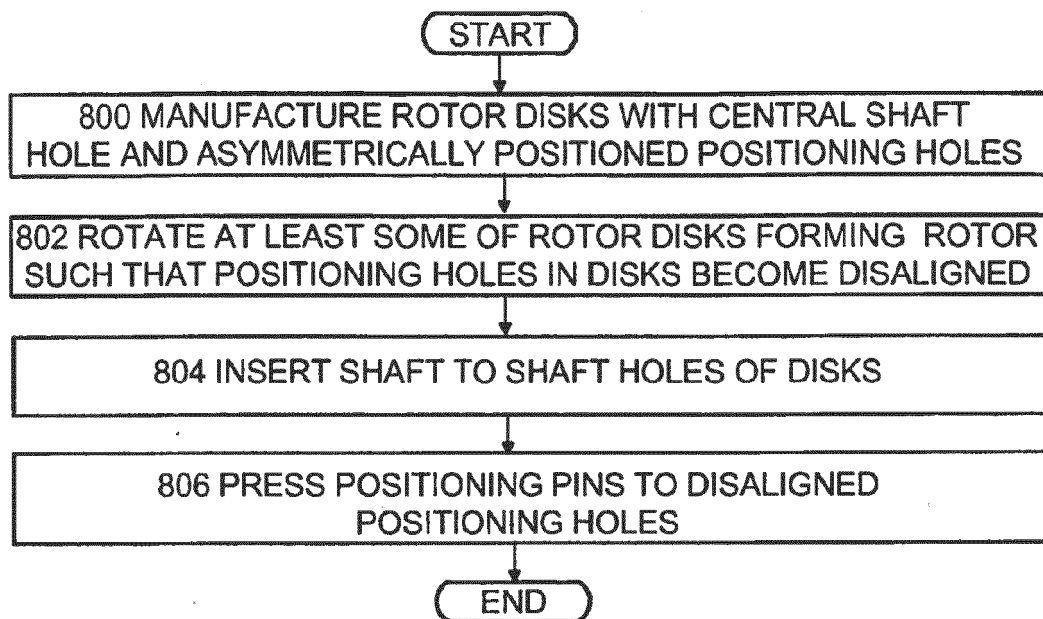 START
800 MANUFACTURE ROTOR DISKS WITH CENTRAL SHAFT
HOLE AND ASYMMETRICALLY POSITIONED POSITIONING HOLES
802 ROTATE AT LEAST SOME OF ROTOR DISKS FORMING ROTOR
SUCH THAT POSITIONING HOLES IN DISKS BECOME DISALIGNED
804 INSERT SHAFT TO SHAFT HOLES OF DISKS
806 PRESS POSITIONING PINS TO DISALIGNED
POSITIONING HOLES
END